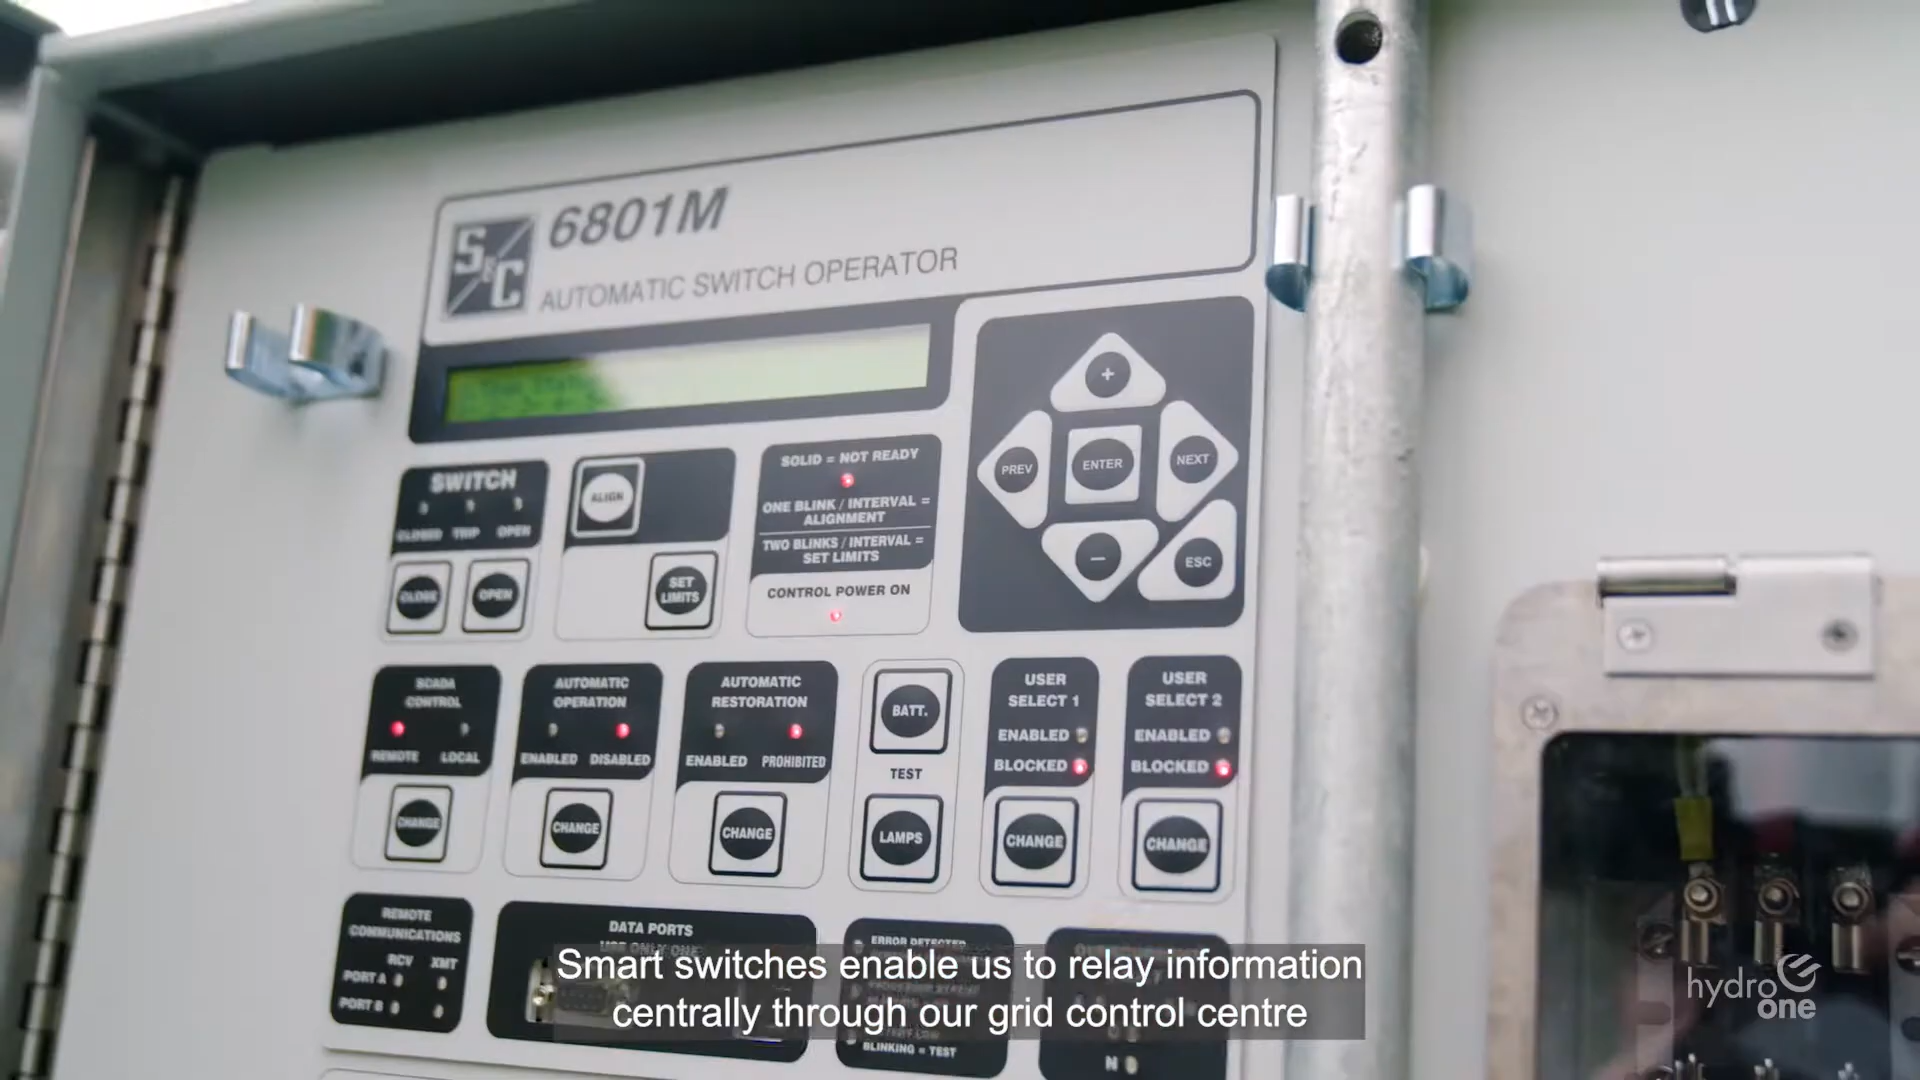 S&C
6801M
AUTOMATIC SWITCH OPERATOR
+
PREV
ENTER
NEXT
−
ESC
SWITCH
CLOSED TRIP OPEN
CLOSE
OPEN
ALIGN
SET
LIMITS
SOLID = NOT READY
ONE BLINK / INTERVAL =
ALIGNMENT
TWO BLINKS / INTERVAL =
SET LIMITS
CONTROL POWER ON
SCADA
CONTROL
REMOTE LOCAL
CHANGE
AUTOMATIC
OPERATION
ENABLED DISABLED
CHANGE
AUTOMATIC
RESTORATION
ENABLED PROHIBITED
CHANGE
BATT.
TEST
LAMPS
USER
SELECT 1
ENABLED
BLOCKED
CHANGE
USER
SELECT 2
ENABLED
BLOCKED
CHANGE
REMOTE
COMMUNICATIONS
RCV XMT
PORT A
PORT B
DATA PORTS
USE ONLY ONE
ERROR DETECTED
BLINKING = TEST
N
Smart switches enable us to relay information
centrally through our grid control centre
hydro
one